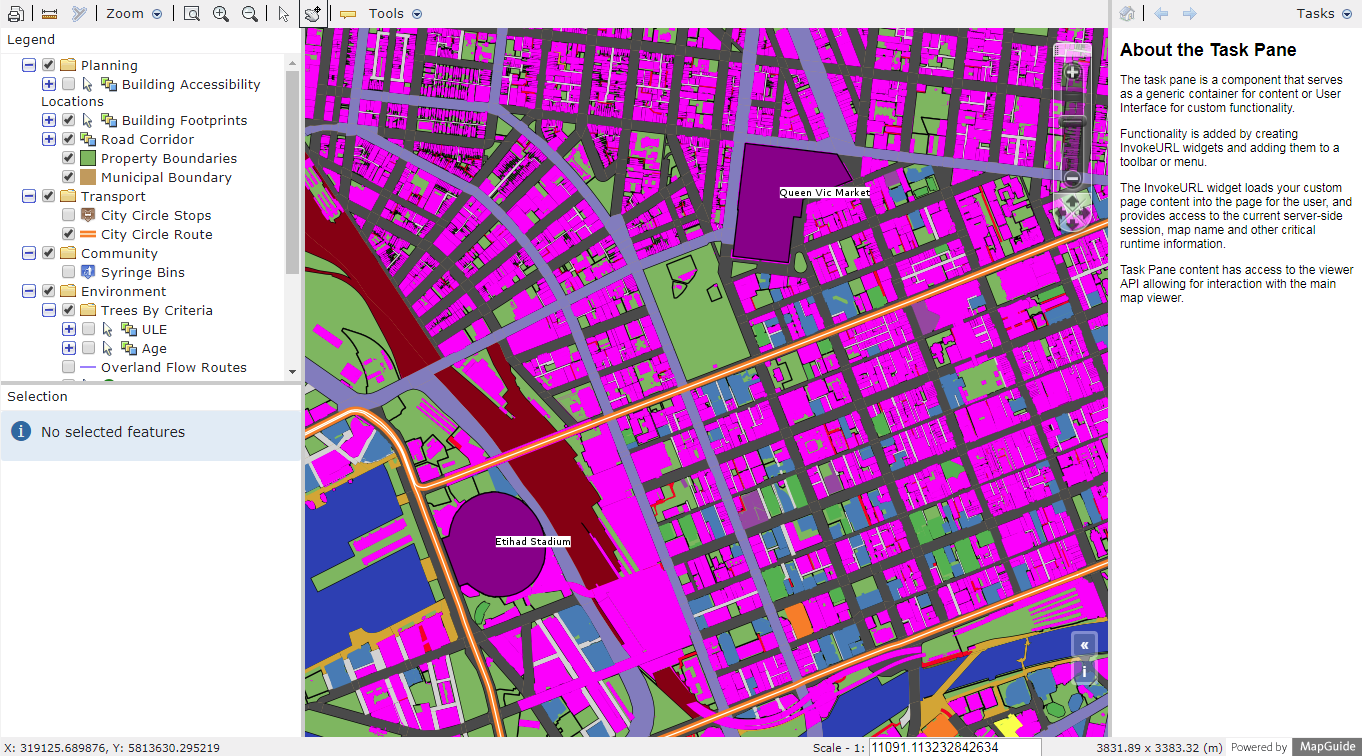 Zoom
Tools
Tasks
Legend
Planning
Building Accessibility
Locations
Building Footprints
Road Corridor
Property Boundaries
Municipal Boundary
Transport
City Circle Stops
City Circle Route
Community
Syringe Bins
Environment
Trees By Criteria
ULE
Age
Overland Flow Routes
Selection
No selected features
Queen Vic Market
Etihad Stadium
About the Task Pane
The task pane is a component that serves
as a generic container for content or User
Interface for custom functionality.
Functionality is added by creating
InvokeURL widgets and adding them to a
toolbar or menu.
The InvokeURL widget loads your custom
page content into the page for the user, and
provides access to the current server-side
session, map name and other critical
runtime information.
Task Pane content has access to the viewer
API allowing for interaction with the main
map viewer.
X: 319125.689876, Y: 5813630.295219
Scale - 1: 11091.113232842634
3831.89 x 3383.32 (m)
Powered by MapGuide